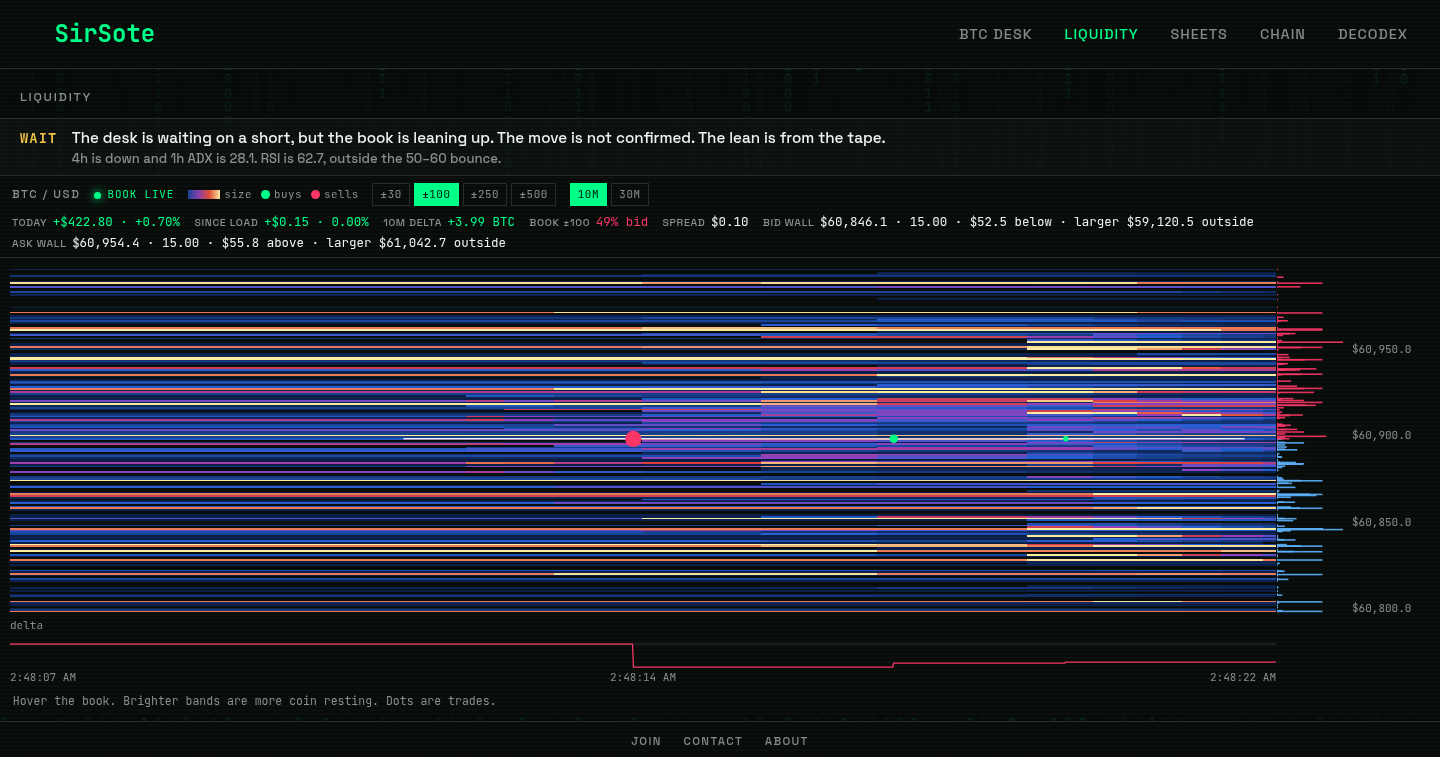 SirSote
BTC DESK LIQUIDITY SHEETS CHAIN DECODEX
LIQUIDITY
WAIT The desk is waiting on a short, but the book is leaning up. The move is not confirmed. The lean is from the tape.
4h is down and 1h ADX is 28.1. RSI is 62.7, outside the 50–60 bounce.
BTC / USD BOOK LIVE size buys sells ±30 ±100 ±250 ±500 10M 30M
TODAY +$422.80 · +0.70% SINCE LOAD +$0.15 · 0.00% 10M DELTA +3.99 BTC BOOK ±100 49% bid SPREAD $0.10 BID WALL $60,846.1 · 15.00 · $52.5 below · larger $59,120.5 outside
ASK WALL $60,954.4 · 15.00 · $55.8 above · larger $61,042.7 outside
$60,950.0
$60,900.0
$60,850.0
$60,800.0
delta
2:48:07 AM 2:48:14 AM 2:48:22 AM
Hover the book. Brighter bands are more coin resting. Dots are trades.
JOIN CONTACT ABOUT